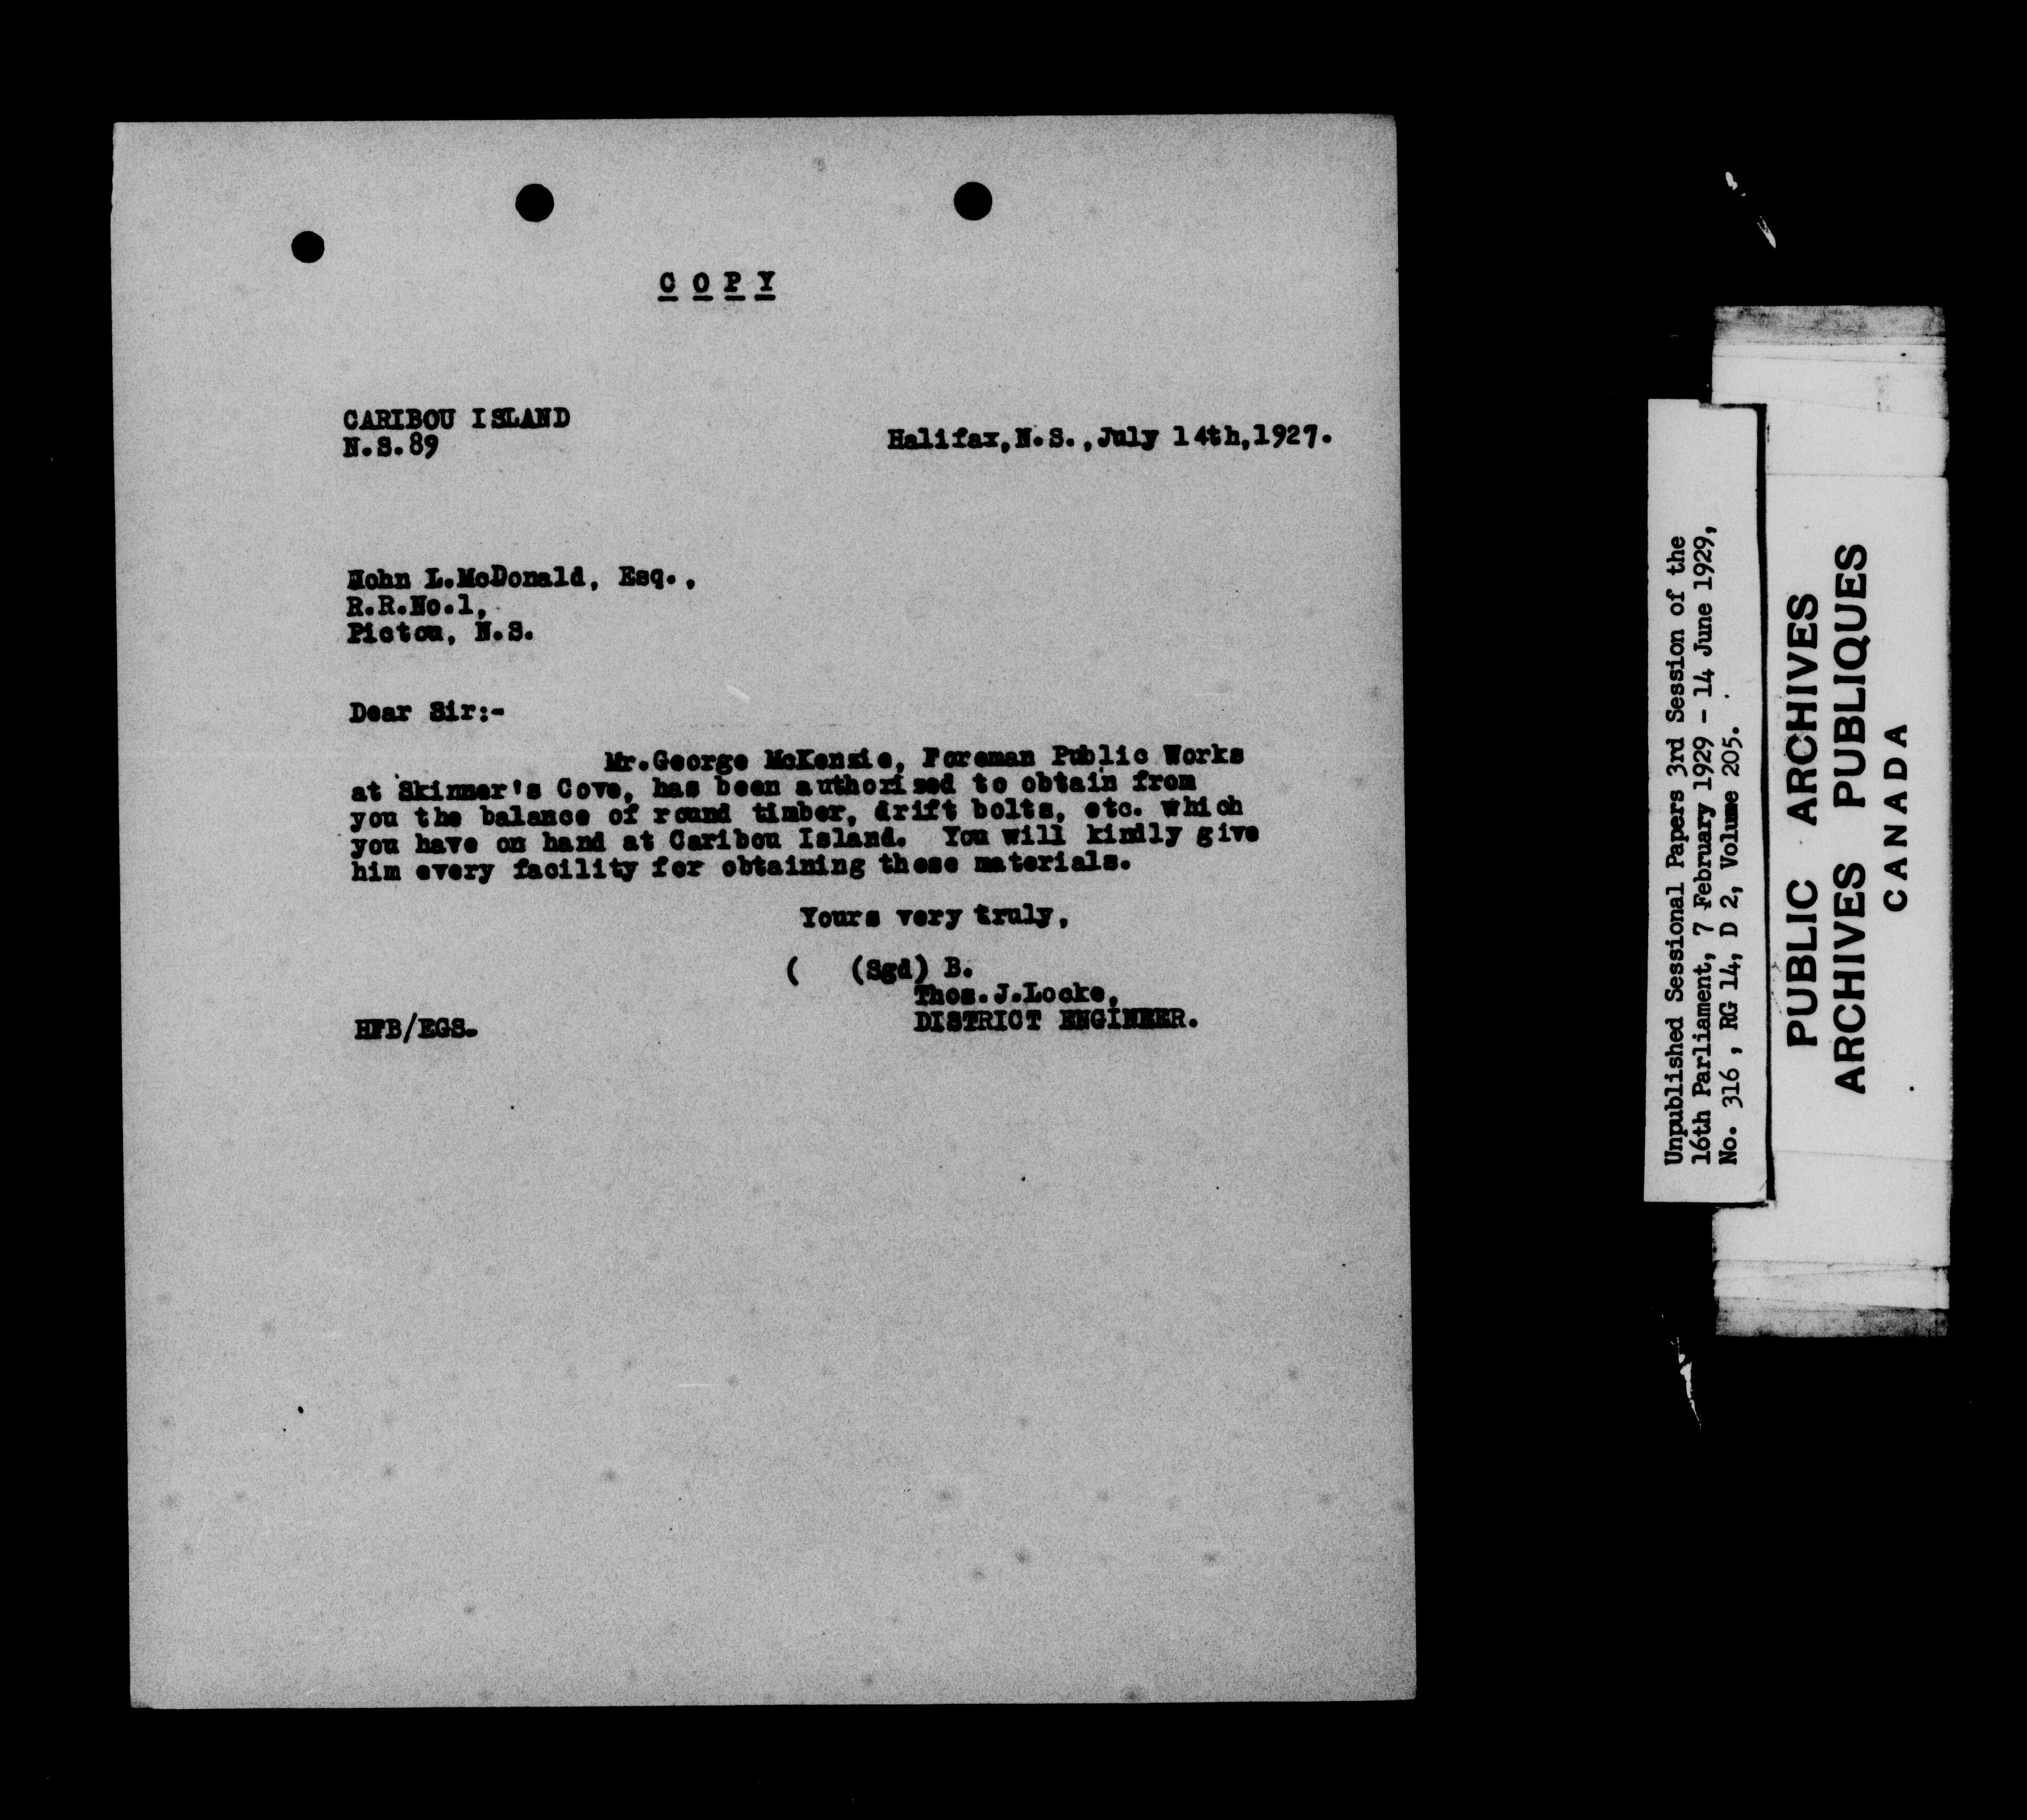 C O P Y
CARIBOU ISLAND
N.S.89
Halifax,N.S.,July 14th,1927.
John L.McDonald, Esq.,
R.R.No.1,
Pictou, N.S.
Dear Sir:-
Mr.George McKenzie, Foreman Public Works
at Skinner's Cove, has been authorized to obtain from
you the balance of round timber, drift bolts, etc. which
you have on hand at Caribou Island. You will kindly give
him every facility for obtaining these materials.
Yours very truly,
( (Sgd) B.
Thos.J.Locke,
DISTRICT ENGINEER.
HFB/EGS.
Unpublished Sessional Papers 3rd Session of the
16th Parliament, 7 February 1929 - 14 June 1929,
No. 316 , RG 14, D 2, Volume 205.
PUBLIC ARCHIVES
ARCHIVES PUBLIQUES
CANADA